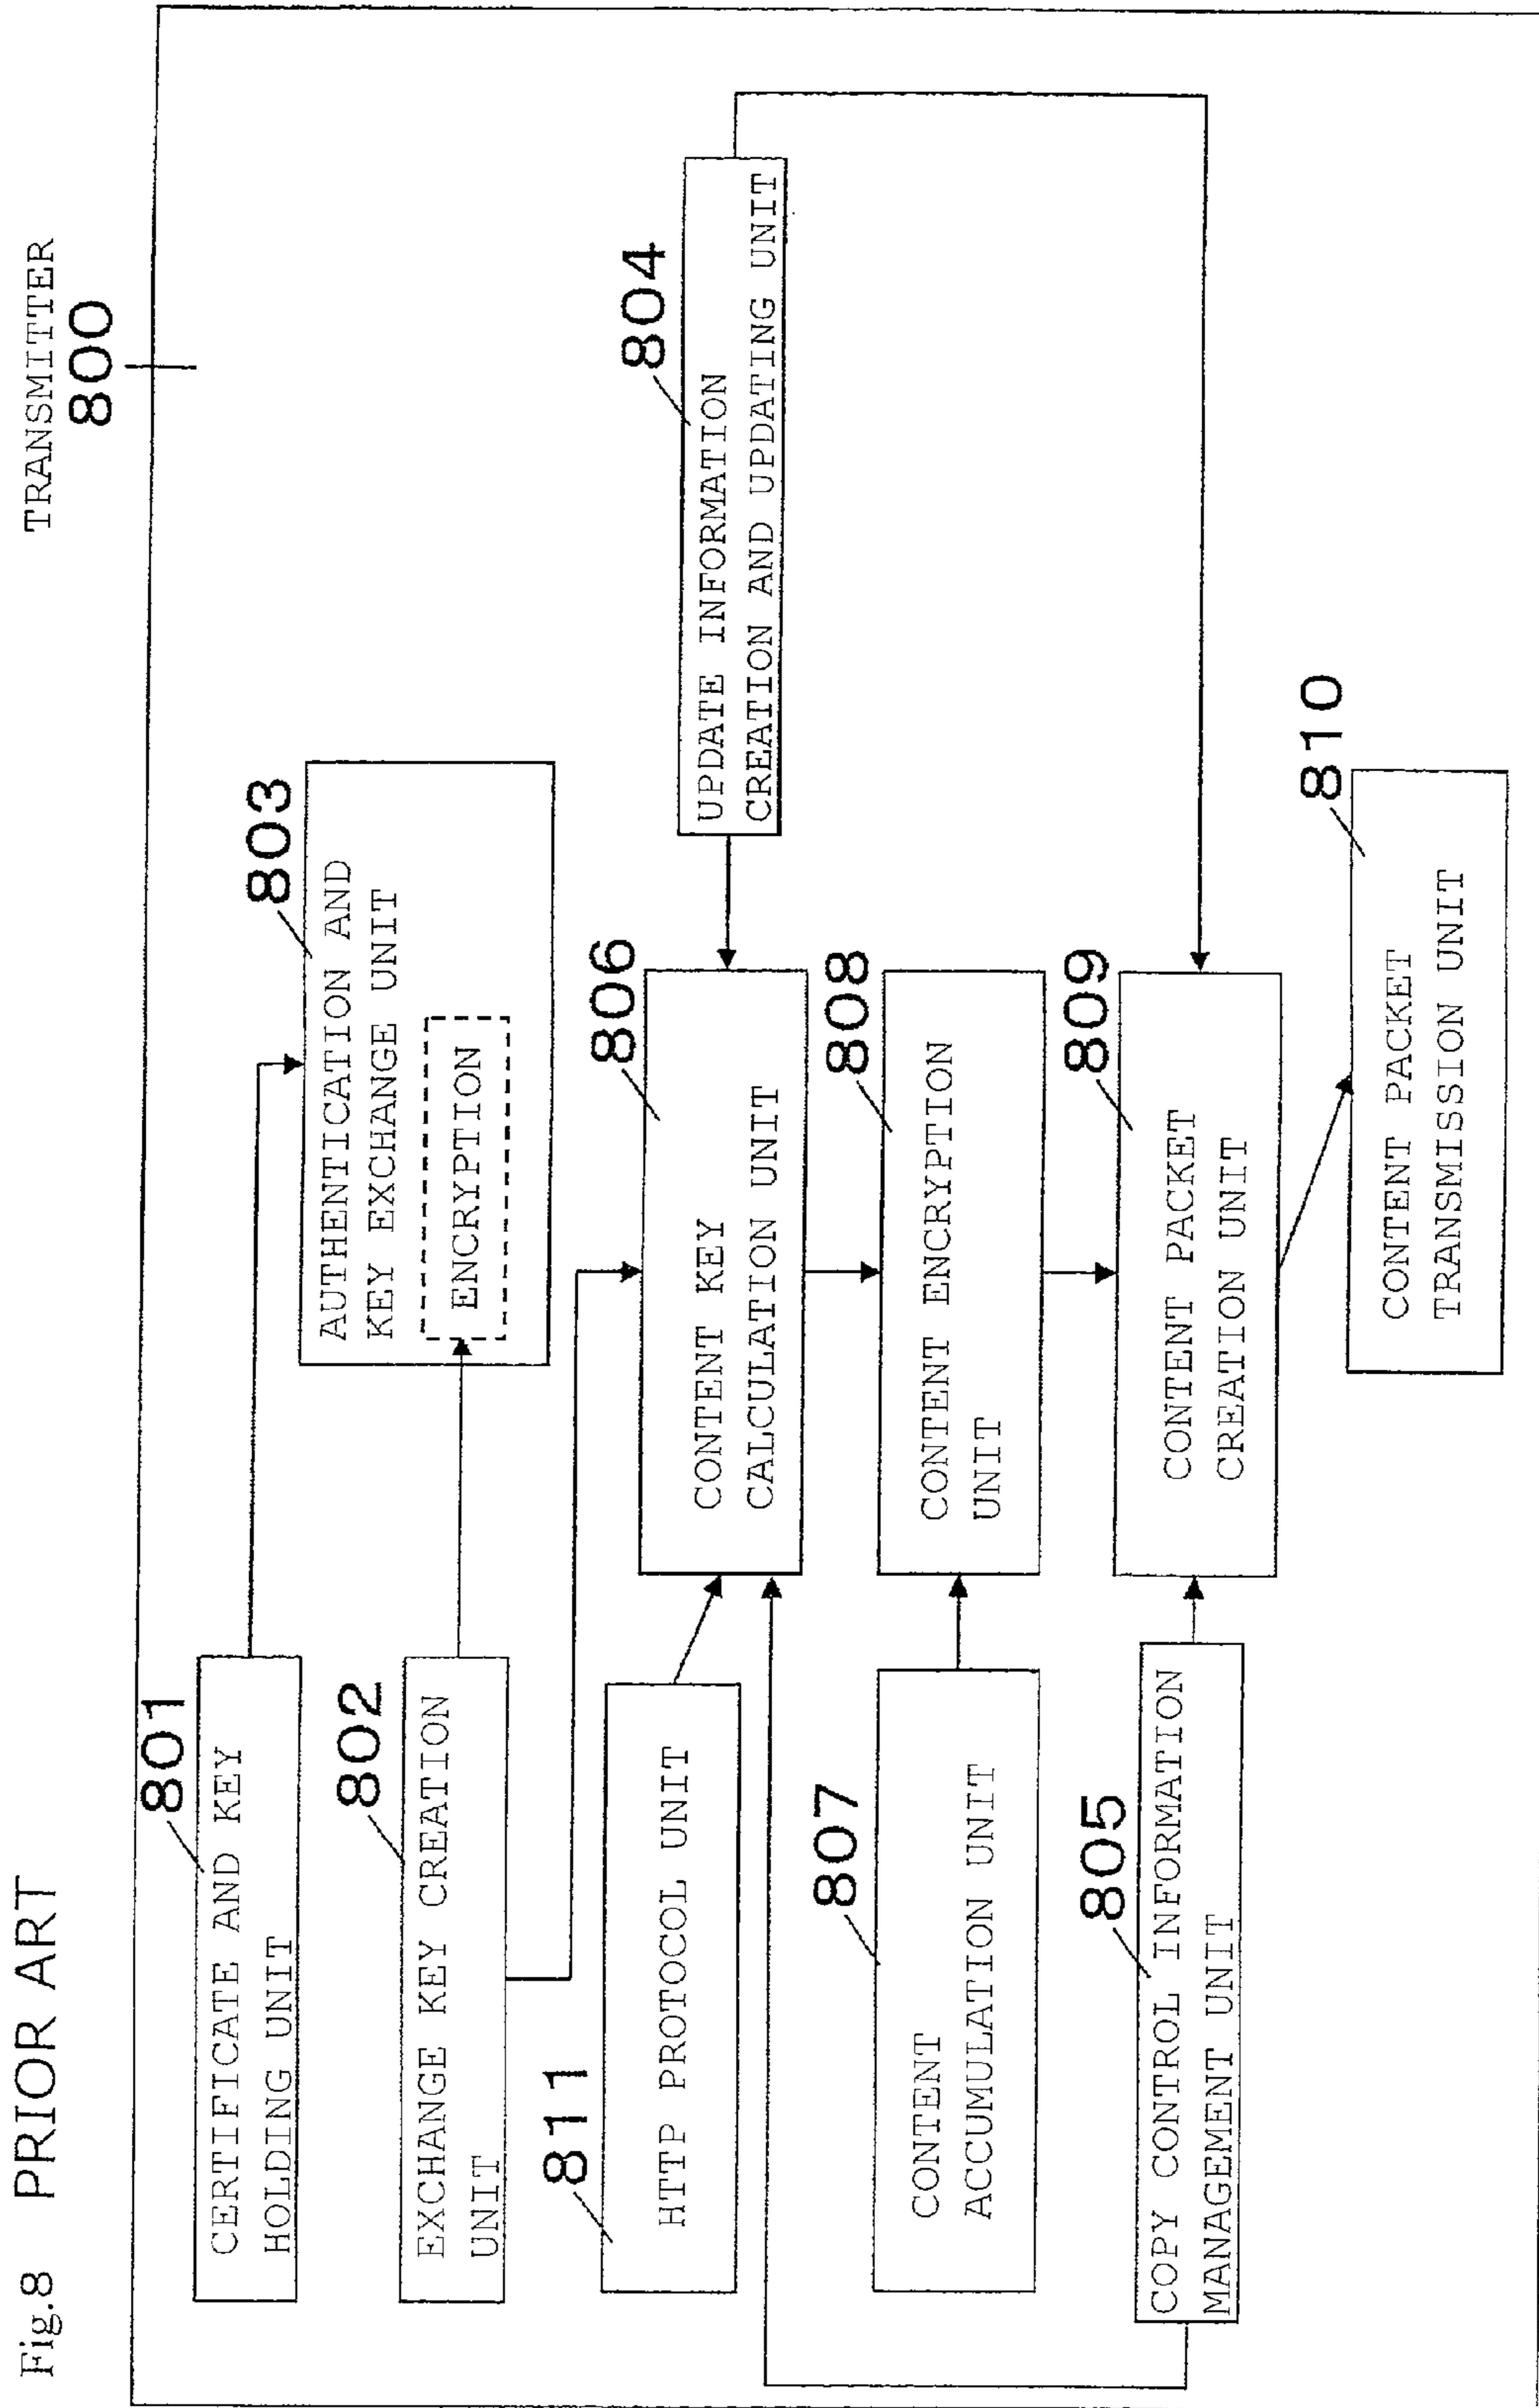 Fig.8 PRIOR ART
TRANSMITTER
800
801
CERTIFICATE AND KEY
HOLDING UNIT
803
AUTHENTICATION AND
KEY EXCHANGE UNIT
ENCRYPTION
802
EXCHANGE KEY CREATION
UNIT
811
HTTP PROTOCOL UNIT
806
CONTENT KEY
CALCULATION UNIT
804
UPDATE INFORMATION
CREATION AND UPDATING UNIT
807
CONTENT
ACCUMULATION UNIT
808
CONTENT ENCRYPTION
UNIT
805
COPY CONTROL INFORMATION
MANAGEMENT UNIT
809
CONTENT PACKET
CREATION UNIT
810
CONTENT PACKET
TRANSMISSION UNIT